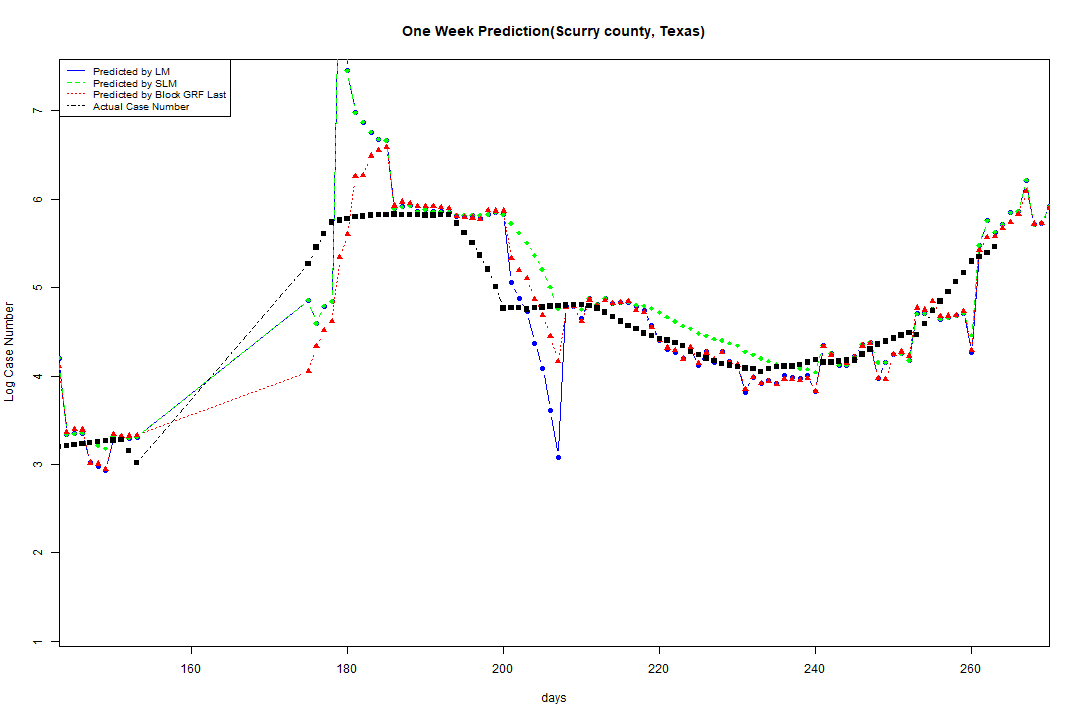 One Week Prediction(Scurry county, Texas)
Predicted by LM
Predicted by SLM
Predicted by Block GRF Last
Actual Case Number
Log Case Number
7
6
5
4
3
2
1
160 180 200 220 240 260
days